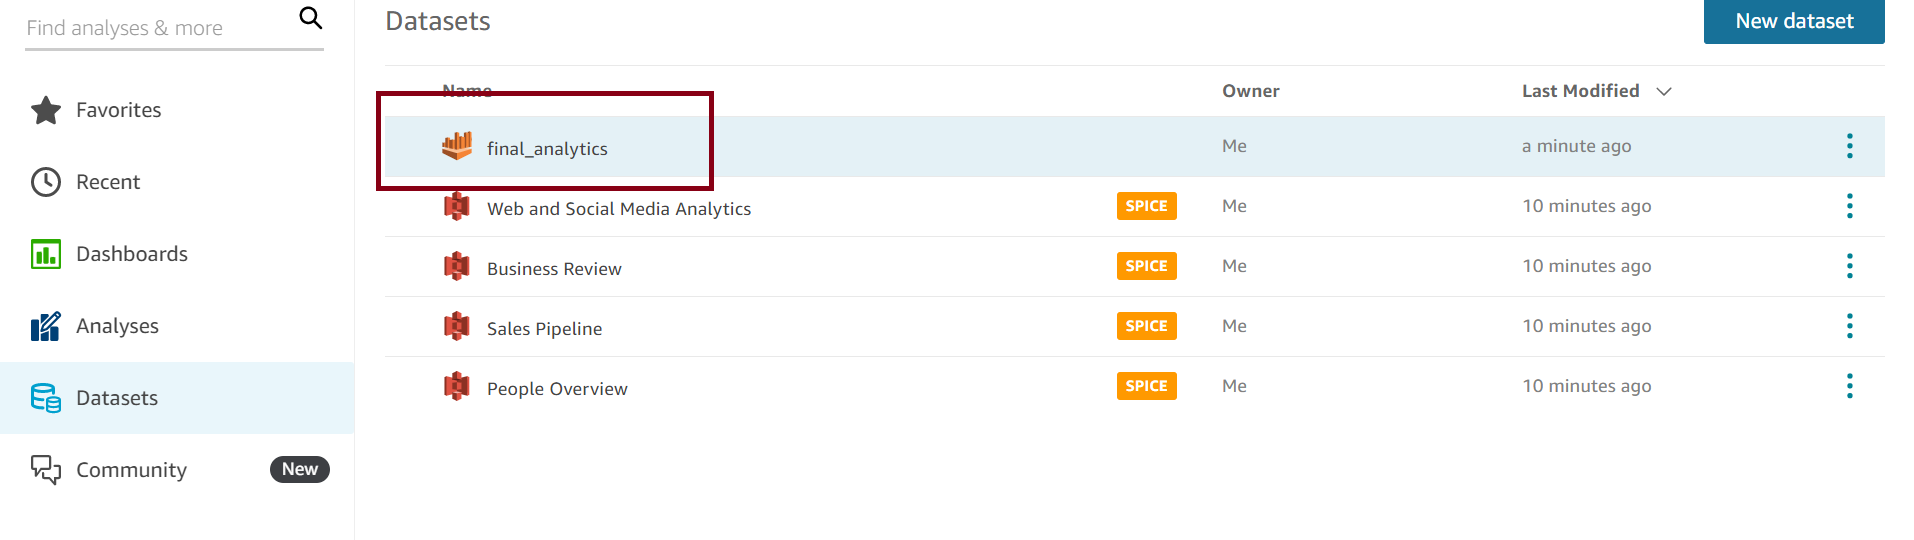 Find analyses & more
Favorites
Recent
Dashboards
Analyses
Datasets
Community New
Datasets
New dataset
Name Owner Last Modified
final_analytics Me a minute ago
Web and Social Media Analytics SPICE Me 10 minutes ago
Business Review SPICE Me 10 minutes ago
Sales Pipeline SPICE Me 10 minutes ago
People Overview SPICE Me 10 minutes ago